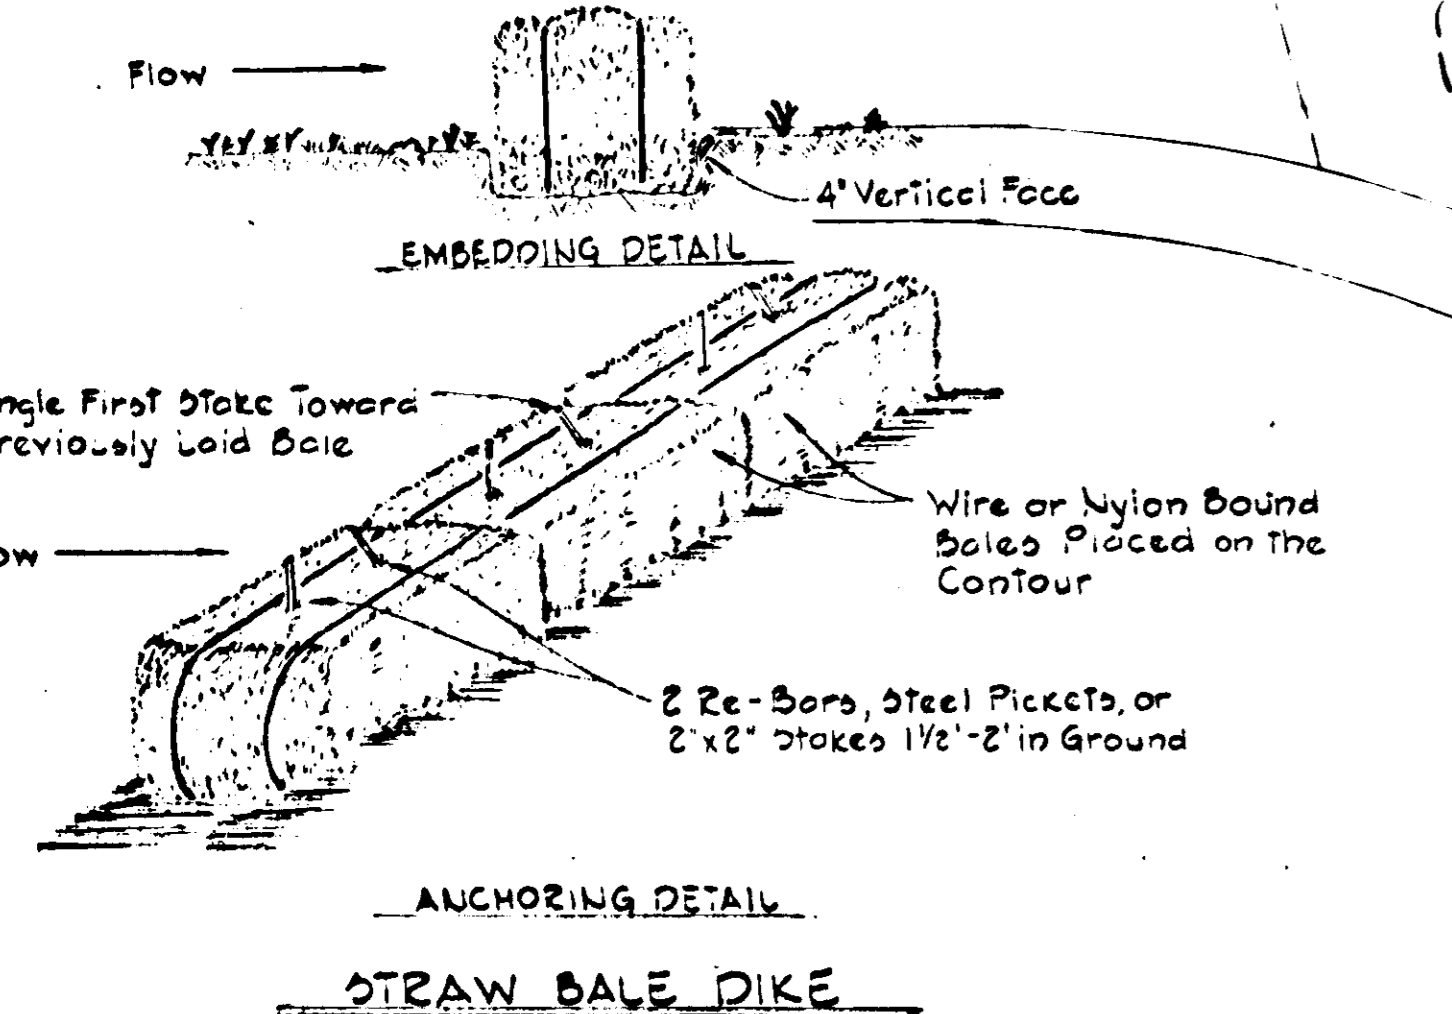 Flow
4" Vertical Face
EMBEDDING DETAIL
ngle First Stake Toward
reviously Laid Bale
ow
Wire or Nylon Bound
Bales Placed on the
Contour
2 Re-Bars, Steel Pickets, or
2"x2" Stakes 1½'-2' in Ground
ANCHORING DETAIL
STRAW BALE DIKE